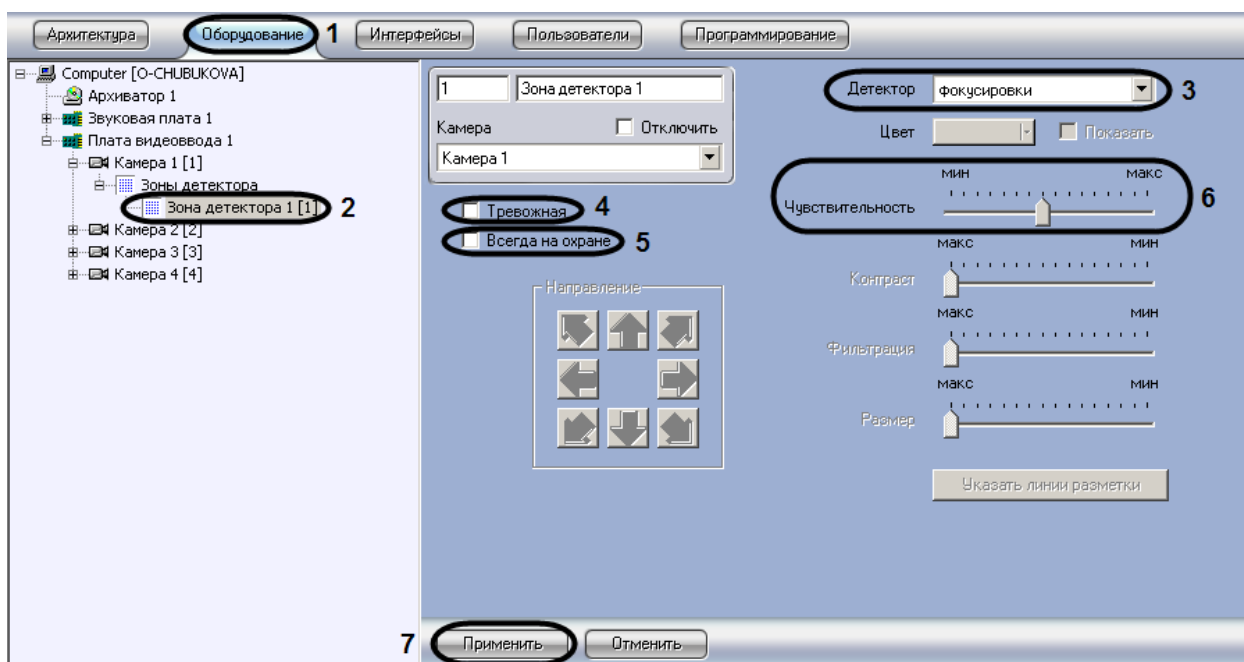 Архитектура
Оборудование
1
Интерфейсы
Пользователи
Программирование
Computer [O-CHUBUKOVA]
Архиватор 1
Звуковая плата 1
Плата видеоввода 1
Камера 1 [1]
Зоны детектора
Зона детектора 1 [1]
2
Камера 2 [2]
Камера 3 [3]
Камера 4 [4]
1
Зона детектора 1
Камера
Отключить
Камера 1
Тревожная
4
Всегда на охране
5
Направление
Детектор
фокусировки
3
Цвет
Показать
мин
макс
Чувствительность
6
макс
мин
Контраст
макс
мин
Фильтрация
макс
мин
Размер
Указать линии разметки
7
Применить
Отменить